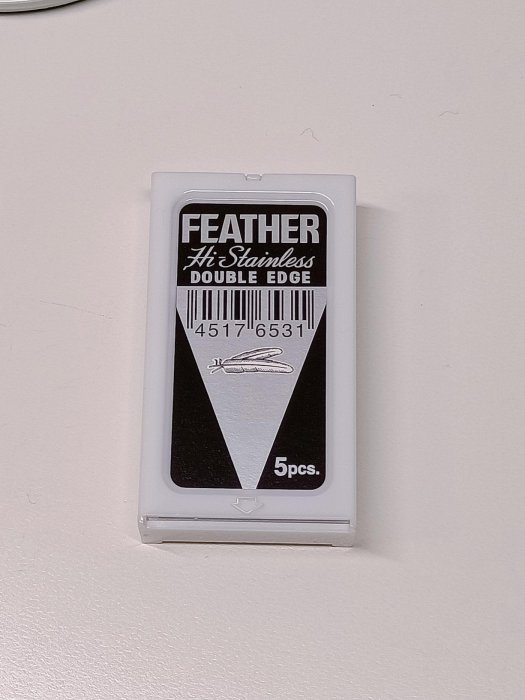 FEATHER
Hi-Stainless
DOUBLE EDGE
4517 6531
5pcs.